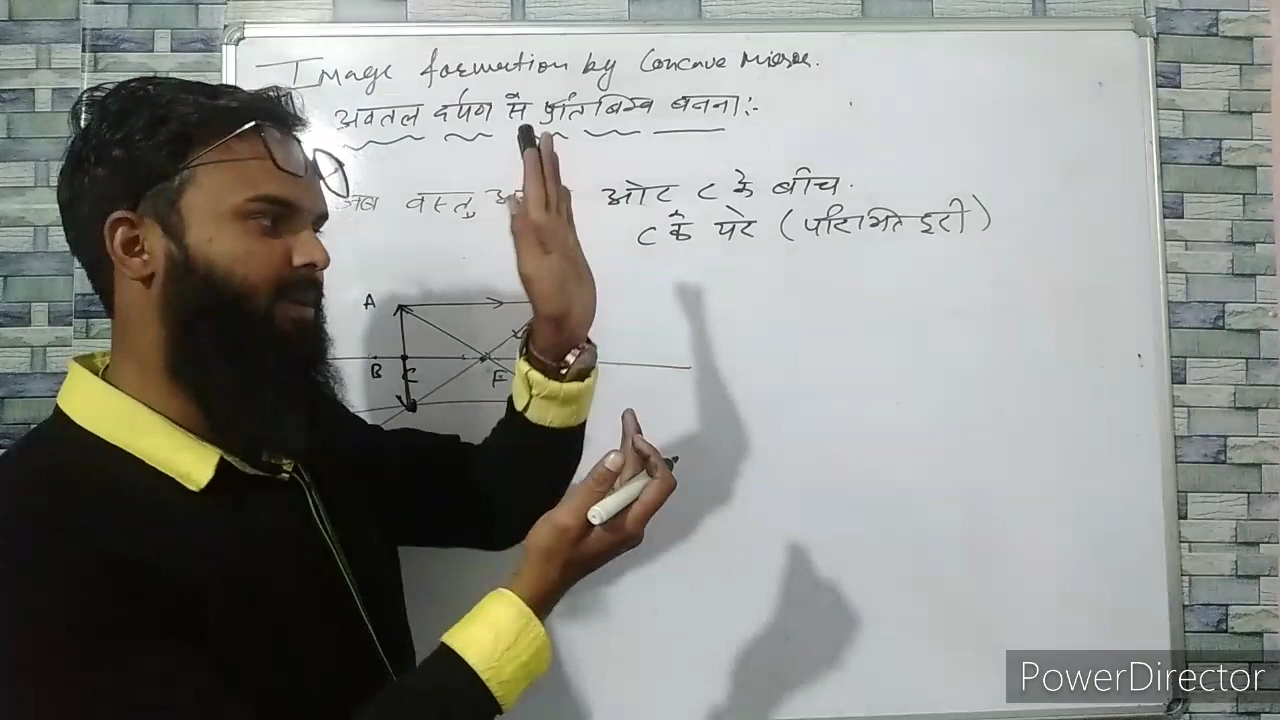 Image formation by Concave mirror.
अवतल दर्पण में प्रतिबिम्ब बनना :-
जब वस्तु और C के बीच.
C के परे (परिमित दूरी)
A
B C F
PowerDirector